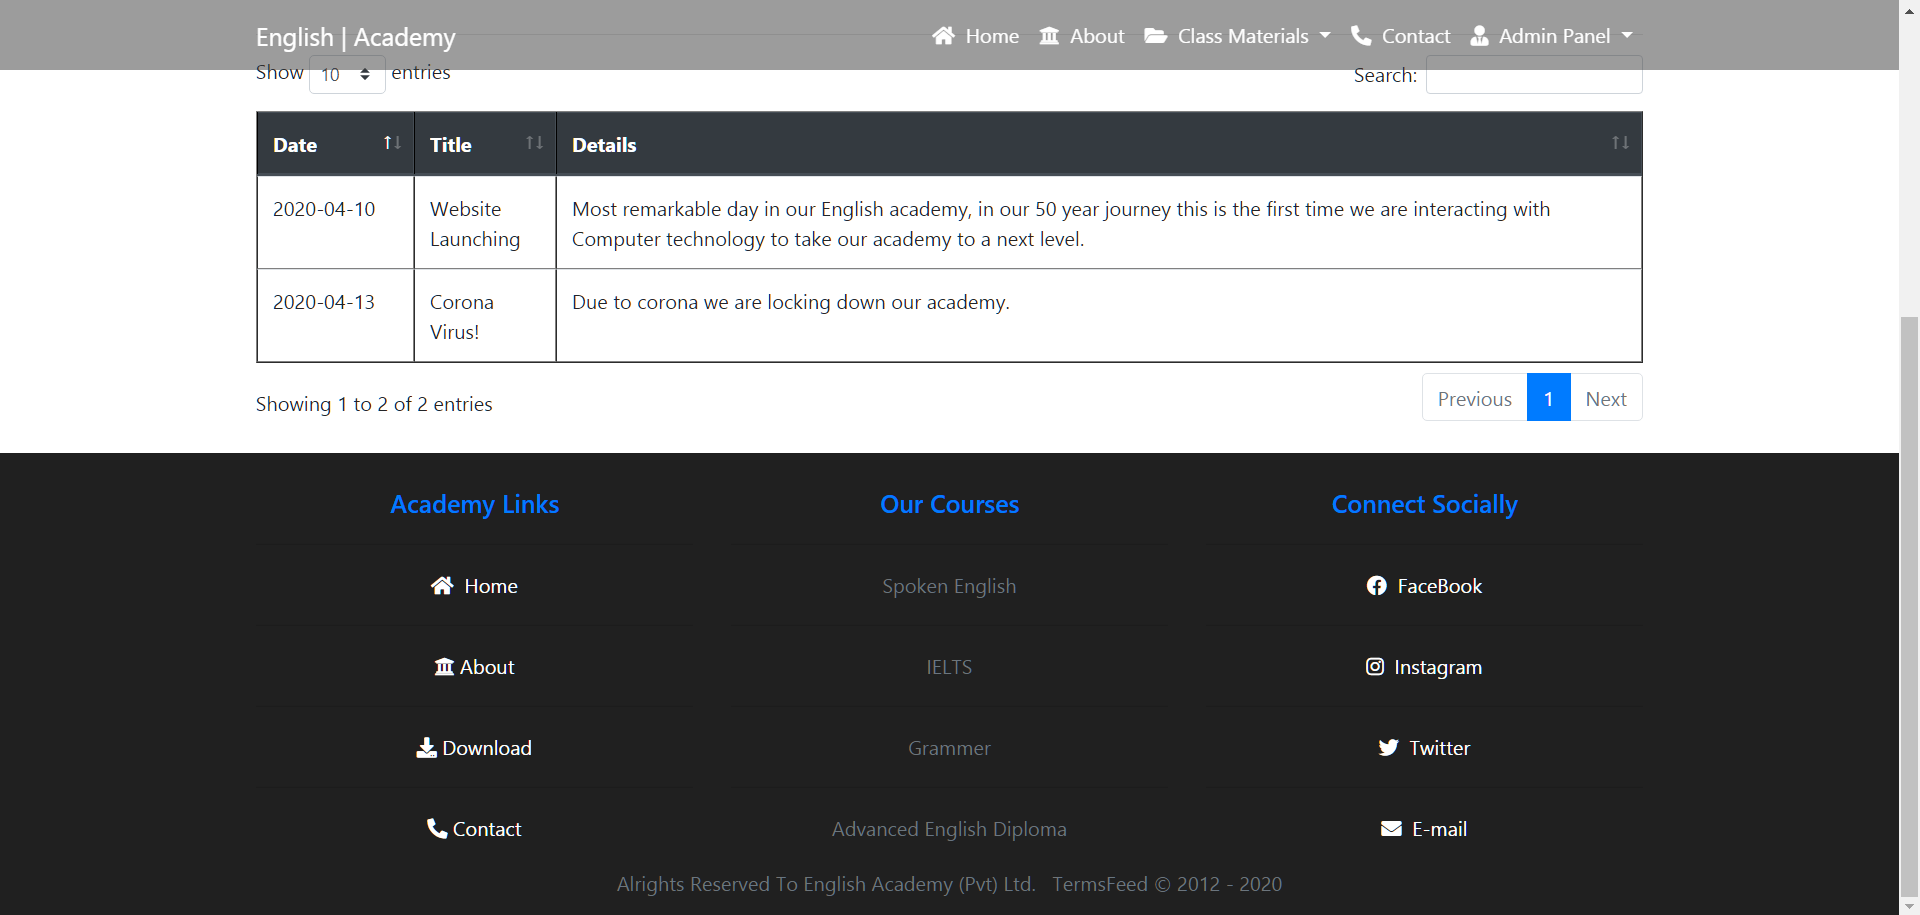 English | Academy
Home About Class Materials Contact Admin Panel
Show 10 entries
Search:
Date Title Details
2020-04-10 Website Launching Most remarkable day in our English academy, in our 50 year journey this is the first time we are interacting with
Computer technology to take our academy to a next level.
2020-04-13 Corona Virus! Due to corona we are locking down our academy.
Showing 1 to 2 of 2 entries
Previous 1 Next
Academy Links Our Courses Connect Socially
Home Spoken English FaceBook
About IELTS Instagram
Download Grammer Twitter
Contact Advanced English Diploma E-mail
Alrights Reserved To English Academy (Pvt) Ltd. TermsFeed © 2012 - 2020